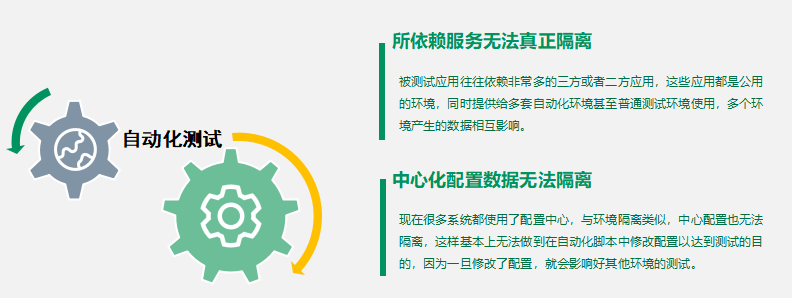 自动化测试
所依赖服务无法真正隔离
被测试应用往往依赖非常多的三方或者二方应用，这些应用都是公用
的环境，同时提供给多套自动化环境甚至普通测试环境使用，多个环
境产生的数据相互影响。
中心化配置数据无法隔离
现在很多系统都使用了配置中心，与环境隔离类似，中心配置也无法
隔离，这样基本上无法做到在自动化脚本中修改配置以达到测试的目
的，因为一旦修改了配置，就会影响好其他环境的测试。